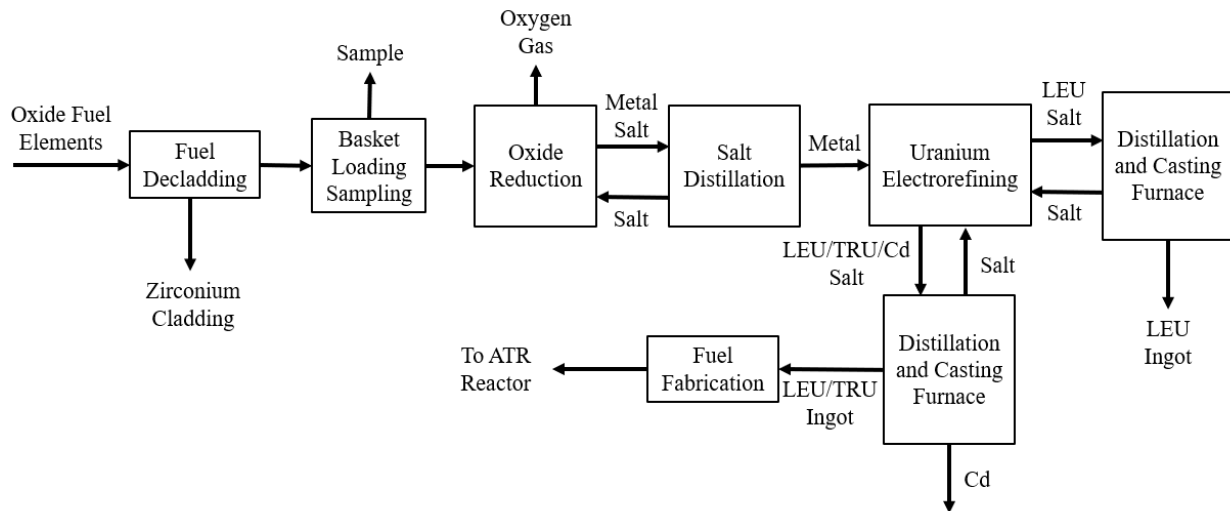 Oxygen
Gas
Sample
Oxide Fuel
Elements
Fuel
Decladding
Basket
Loading
Sampling
Oxide
Reduction
Metal
Salt
Salt
Salt
Distillation
Metal
Uranium
Electrorefining
LEU
Salt
Salt
Distillation
and Casting
Furnace
Zirconium
Cladding
LEU/TRU/Cd
Salt
Salt
LEU
Ingot
To ATR
Reactor
Fuel
Fabrication
LEU/TRU
Ingot
Distillation
and Casting
Furnace
Cd